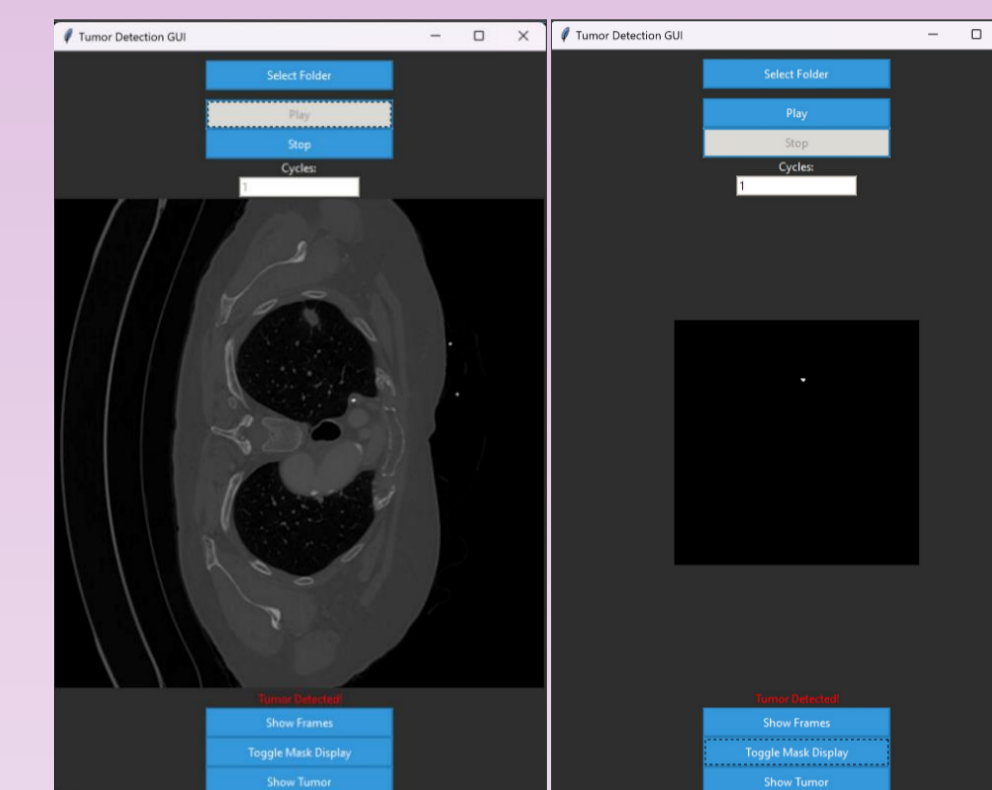 Tumor Detection GUI
Select Folder
Play
Stop
Cycles:
1
Tumor Detected!
Show Frames
Toggle Mask Display
Show Tumor
Tumor Detection GUI
Select Folder
Play
Stop
Cycles:
1
Tumor Detected!
Show Frames
Toggle Mask Display
Show Tumor